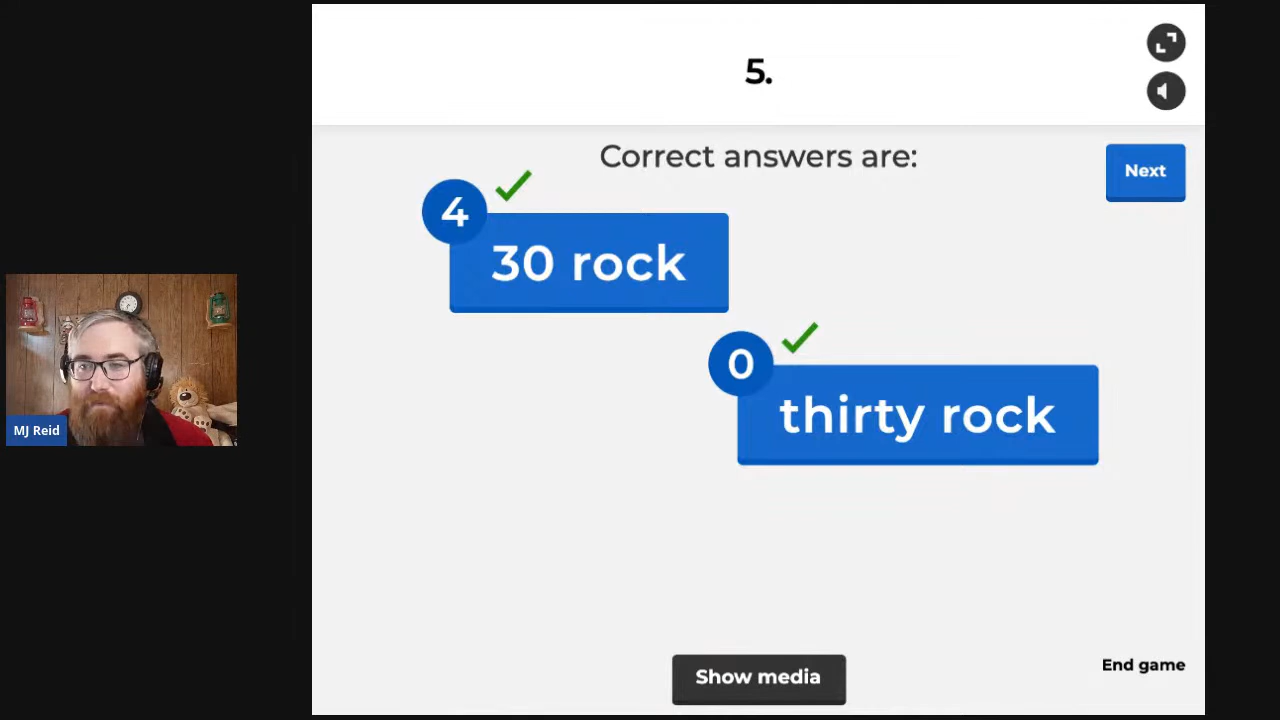 5.
Correct answers are:
Next
4
30 rock
0
thirty rock
MJ Reid
Show media
End game